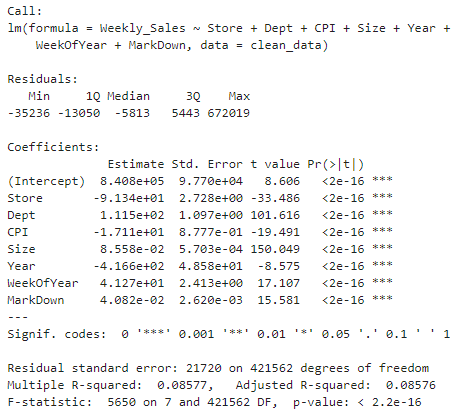 Call:
lm(formula = Weekly_Sales ~ Store + Dept + CPI + Size + Year +
    WeekOfYear + MarkDown, data = clean_data)

Residuals:
   Min     1Q Median     3Q    Max
-35236 -13050  -5813   5443 672019

Coefficients:
              Estimate Std. Error t value Pr(>|t|)
(Intercept)  8.408e+05  9.770e+04   8.606   <2e-16 ***
Store       -9.134e+01  2.728e+00 -33.486   <2e-16 ***
Dept         1.115e+02  1.097e+00 101.616   <2e-16 ***
CPI         -1.711e+01  8.777e-01 -19.491   <2e-16 ***
Size         8.558e-02  5.703e-04 150.049   <2e-16 ***
Year        -4.166e+02  4.858e+01  -8.575   <2e-16 ***
WeekOfYear   4.127e+01  2.413e+00  17.107   <2e-16 ***
MarkDown     4.082e-02  2.620e-03  15.581   <2e-16 ***
---
Signif. codes:  0 '***' 0.001 '**' 0.01 '*' 0.05 '.' 0.1 ' ' 1

Residual standard error: 21720 on 421562 degrees of freedom
Multiple R-squared:  0.08577,	Adjusted R-squared:  0.08576
F-statistic:  5650 on 7 and 421562 DF,  p-value: < 2.2e-16